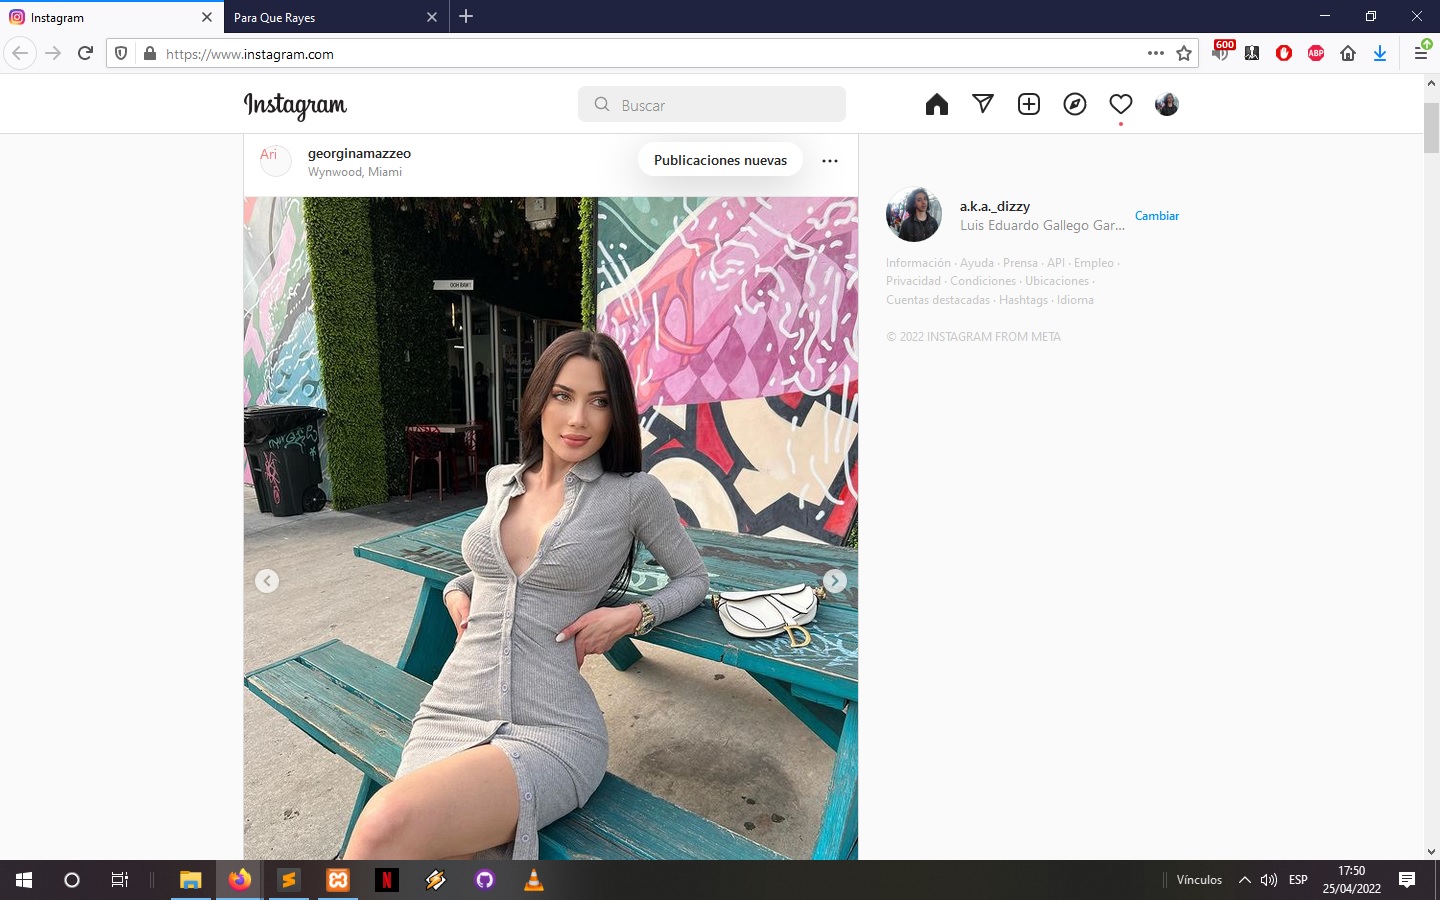 Instagram
Para Que Rayes
https://www.instagram.com
600
ABP
Instagram
Buscar
Ari
georginamazzeo
Wynwood, Miami
Publicaciones nuevas
a.k.a._dizzy
Luis Eduardo Gallego Gar...
Cambiar
Información · Ayuda · Prensa · API · Empleo ·
Privacidad · Condiciones · Ubicaciones ·
Cuentas destacadas · Hashtags · Idioma
© 2022 INSTAGRAM FROM META
D
N
Vínculos
ESP
17:50
25/04/2022